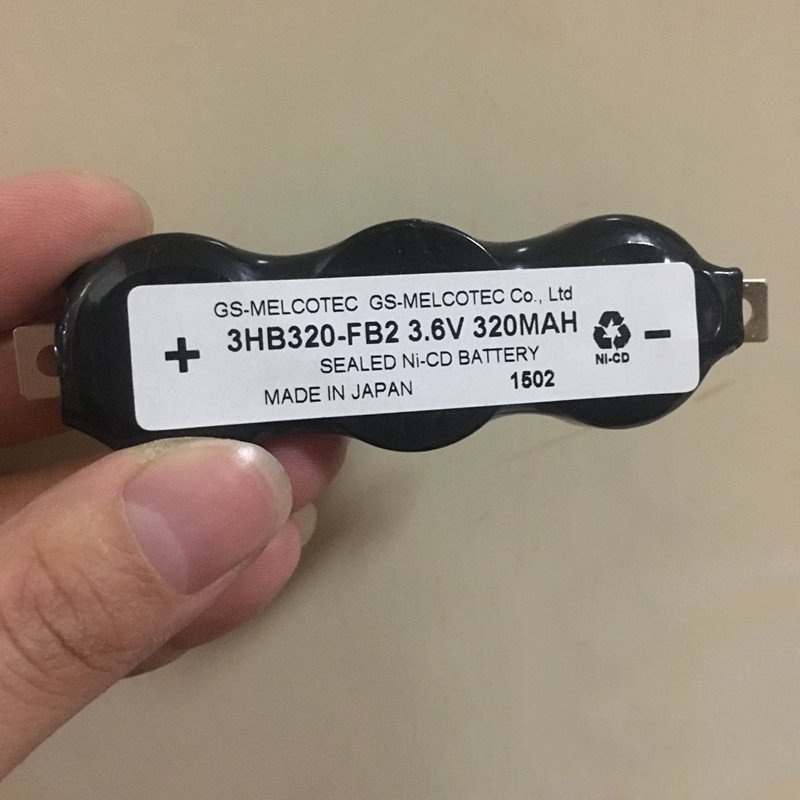 GS-MELCOTEC GS-MELCOTEC Co., Ltd
+ 3HB320-FB2 3.6V 320MAH -
SEALED Ni-CD BATTERY
NI-CD
MADE IN JAPAN 1502